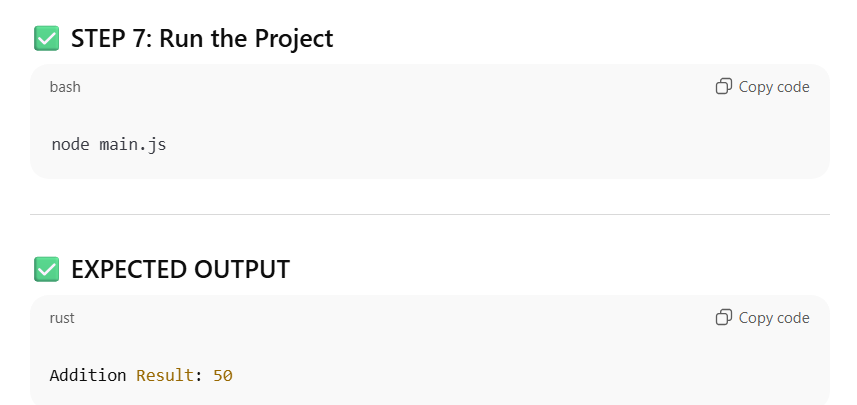 ✅ STEP 7: Run the Project
bash Copy code
node main.js
✅ EXPECTED OUTPUT
rust Copy code
Addition Result: 50